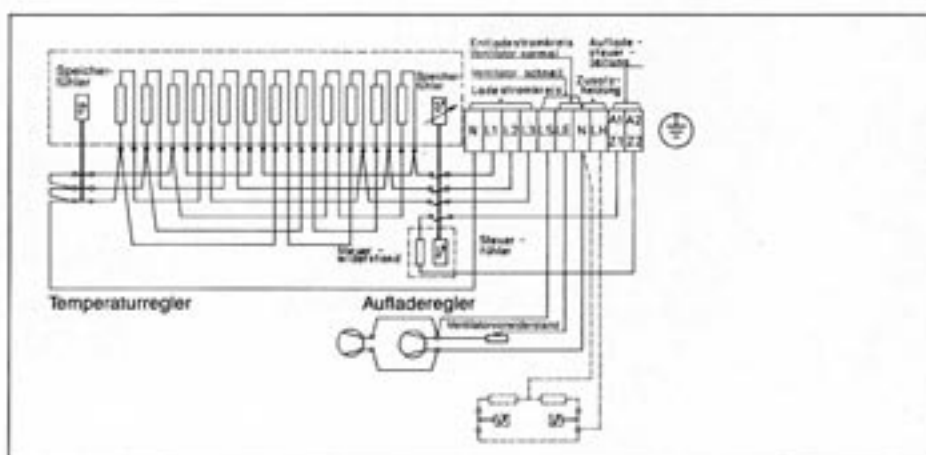 Entladestromkreis
Ventilator normal
Ventilator schnell
Ladestromkreis
Auflade-
steuer-
leitung
Zusatz-
heizung
Speicher-
fühler
Speicher-
fühler
N L1 L2 L3 LS LE N LH A1 A2
Z1 Z2
Steuer-
widerstand
Steuer-
fühler
Temperaturregler
Aufladeregler
Ventilatorvorwiderstand